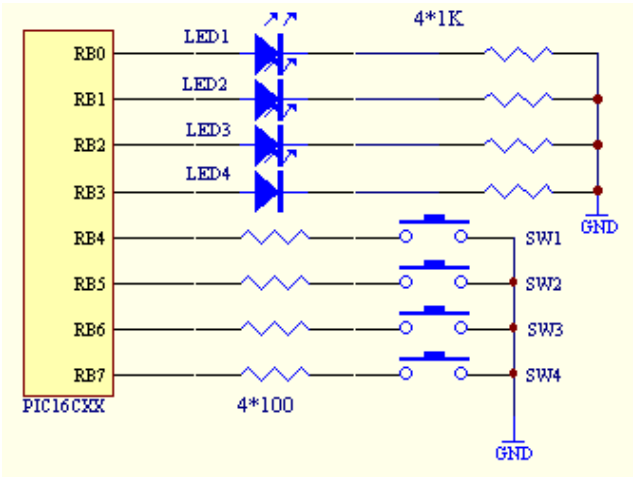 4*1K
LED1
RB0
LED2
RB1
LED3
RB2
LED4
RB3
GND
RB4
SW1
RB5
SW2
RB6
SW3
RB7
SW4
PIC16CXX
4*100
GND